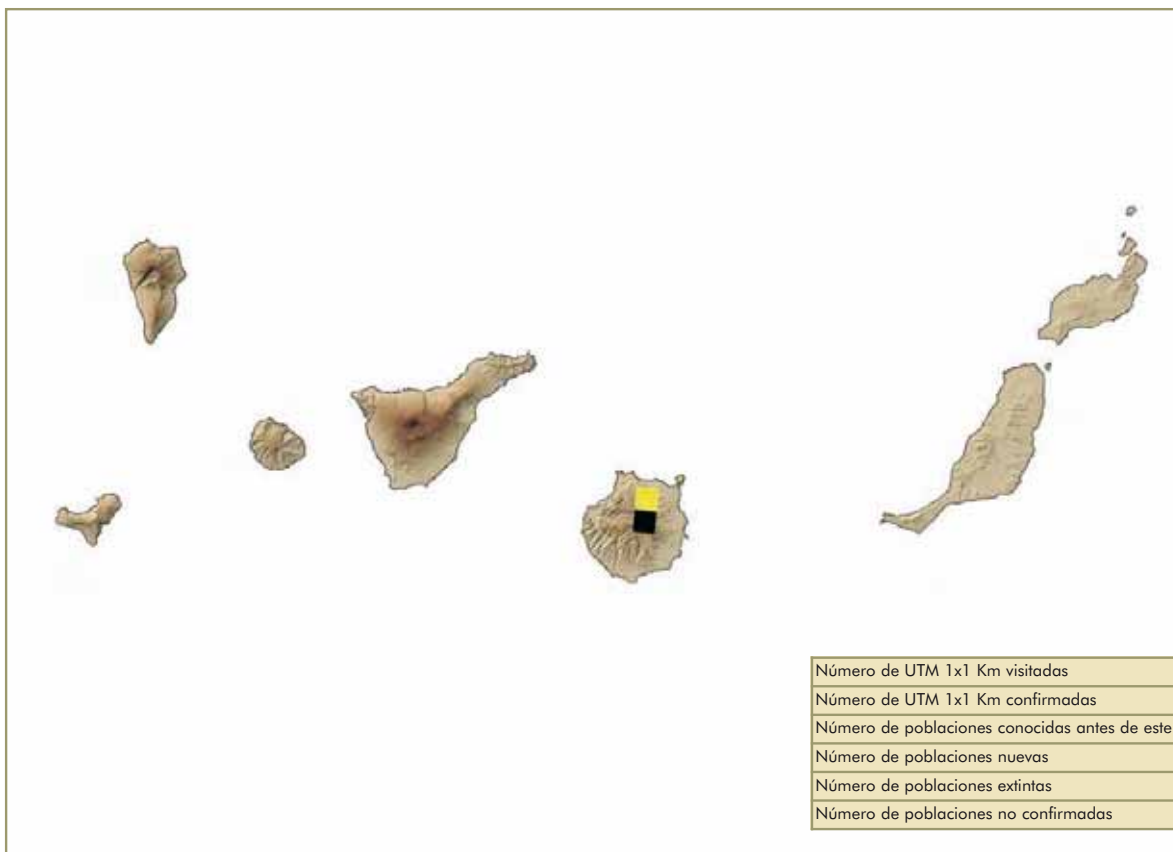 Número de UTM 1x1 Km visitadas
Número de UTM 1x1 Km confirmadas
Número de poblaciones conocidas antes de este
Número de poblaciones nuevas
Número de poblaciones extintas
Número de poblaciones no confirmadas